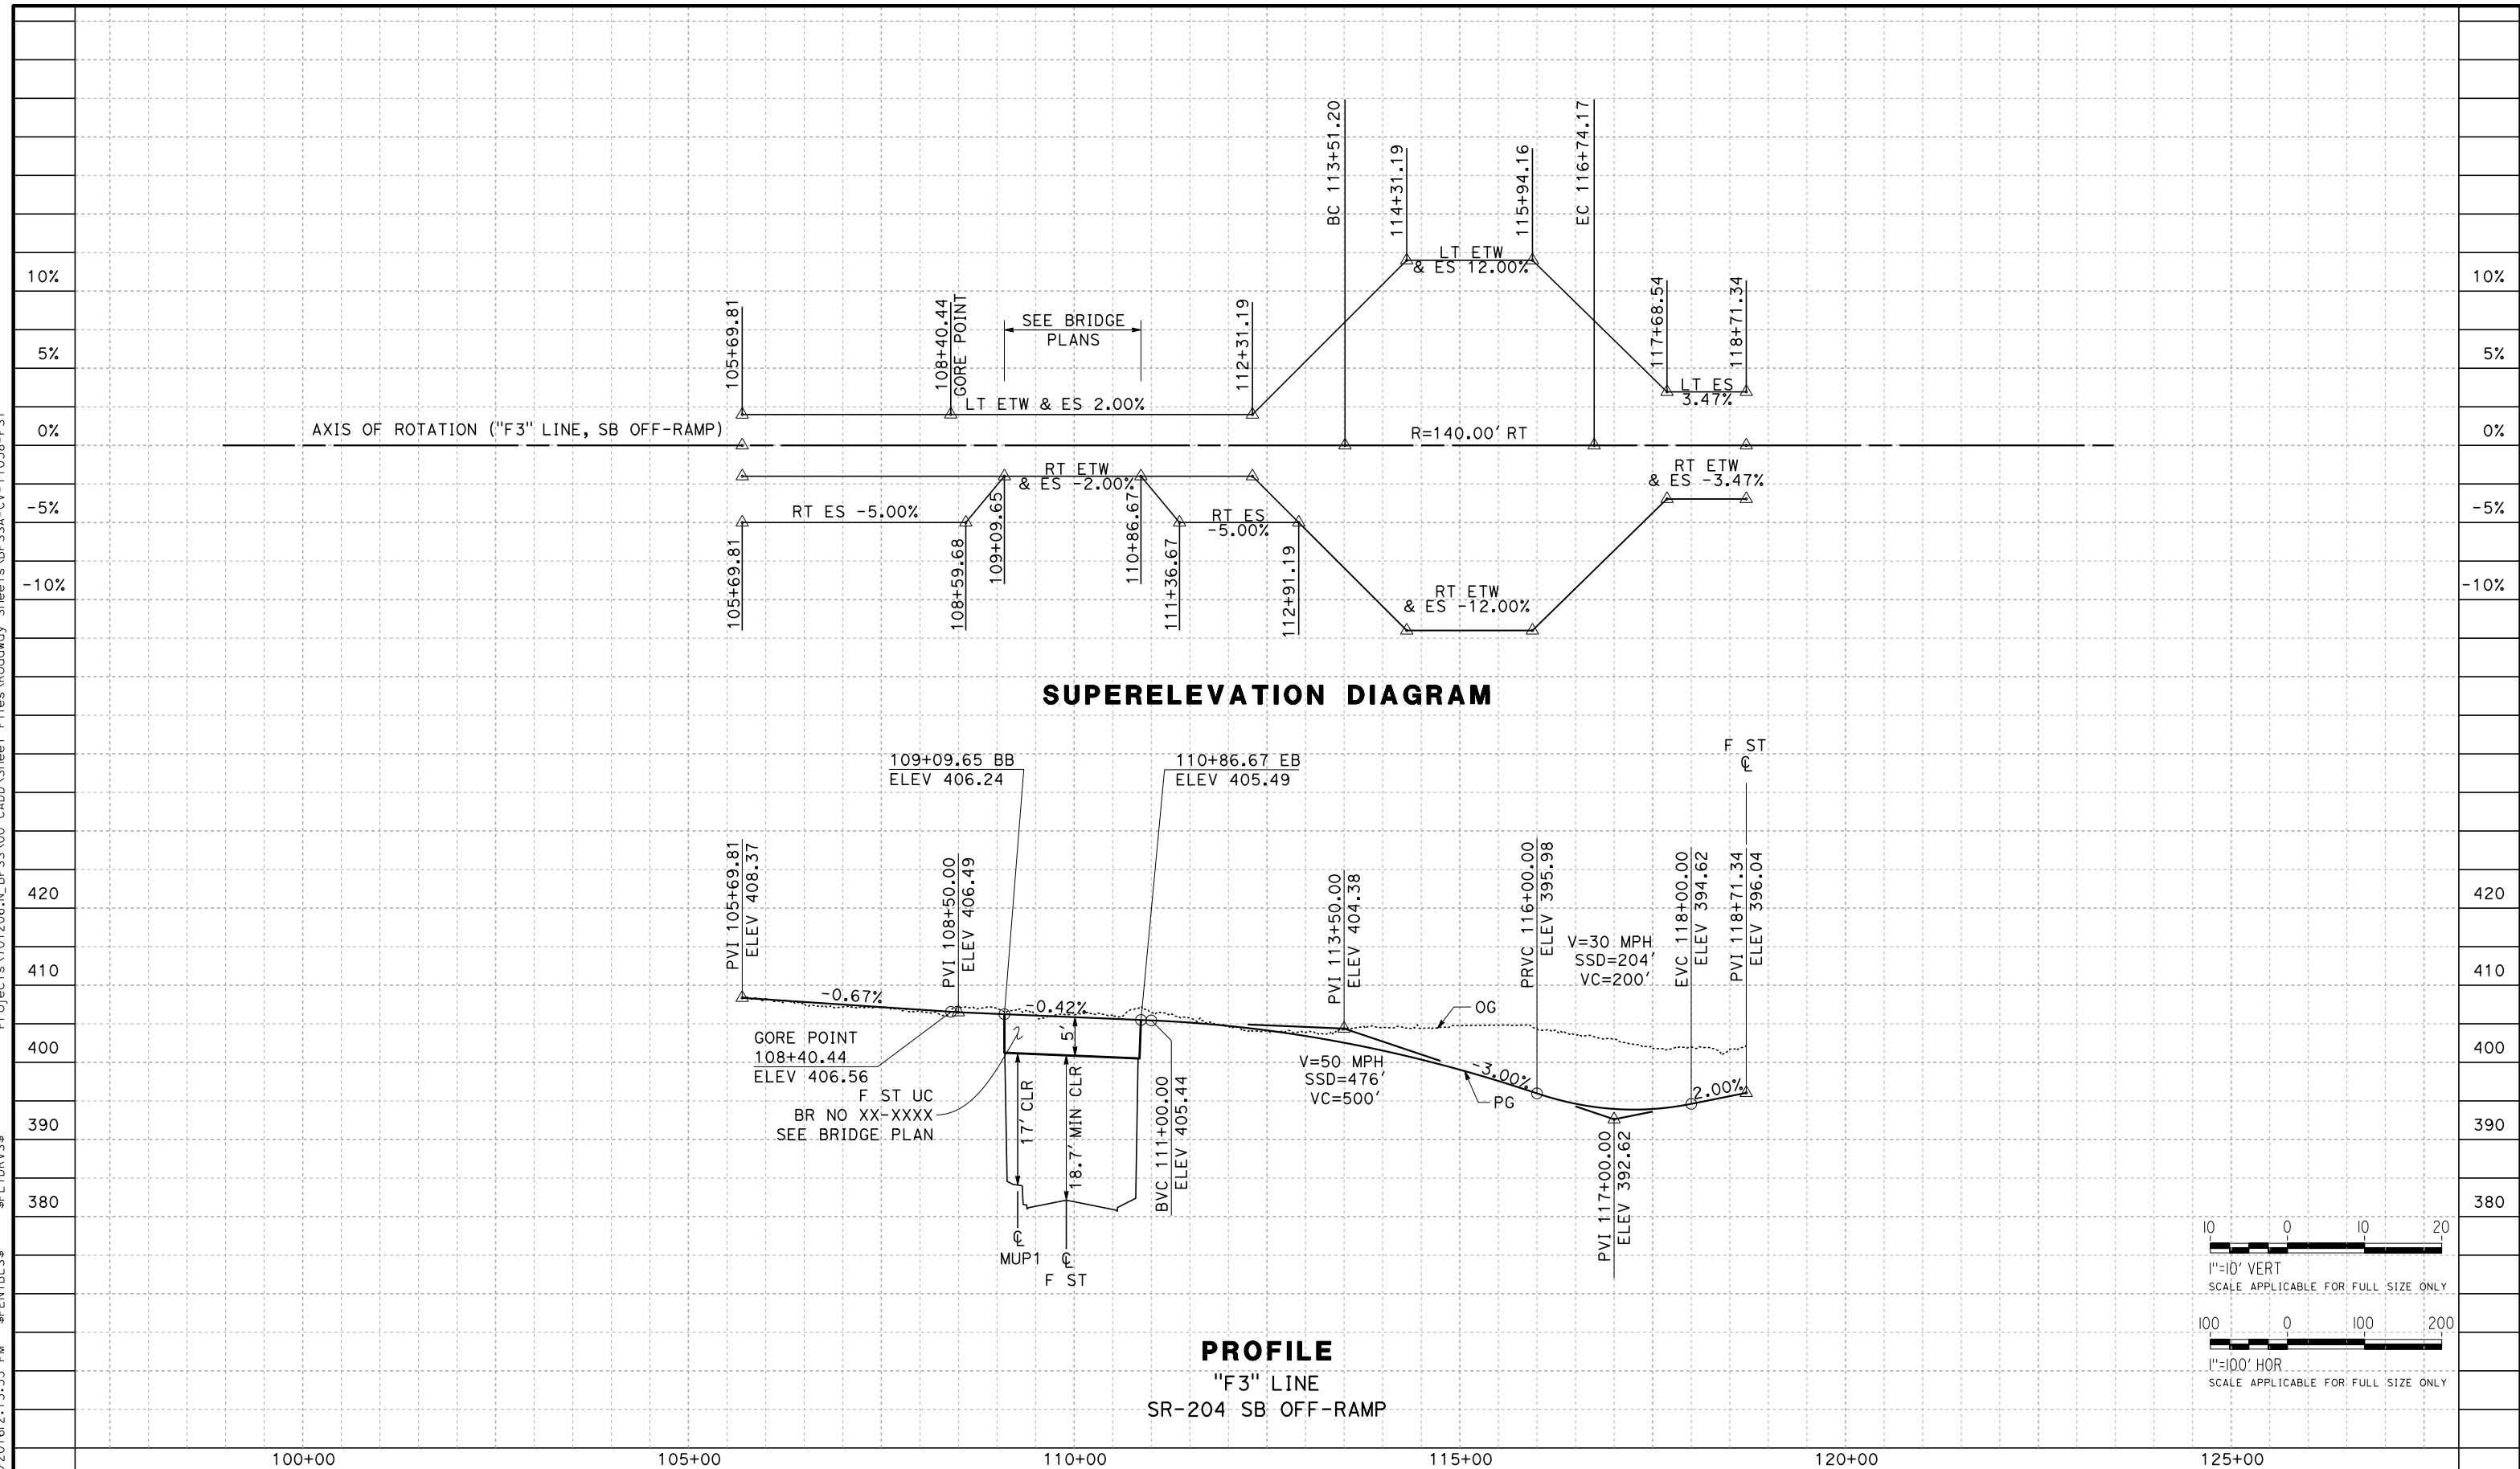 BC 113+51.20
114+31.19
115+94.16
EC 116+74.17
LT ETW
& ES 12.00%
10%
10%
105+69.81
108+40.44
GORE POINT
SEE BRIDGE
PLANS
112+31.19
117+68.54
118+71.34
5%
5%
LT ETW & ES 2.00%
LT ES
3.47%
0%
AXIS OF ROTATION ("F3" LINE, SB OFF-RAMP)
R=140.00' RT
0%
RT ETW
& ES -2.00%
RT ETW
& ES -3.47%
-5%
RT ES -5.00%
RT ES
-5.00%
-5%
105+69.81
108+59.68
109+09.65
110+86.67
111+36.67
112+91.19
-10%
RT ETW
& ES -12.00%
-10%
SUPERELEVATION DIAGRAM
109+09.65 BB
ELEV 406.24
110+86.67 EB
ELEV 405.49
F ST
℄
PVI 105+69.81
ELEV 408.37
PVI 108+50.00
ELEV 406.49
PVI 113+50.00
ELEV 404.38
PRVC 116+00.00
ELEV 395.98
V=30 MPH
SSD=204'
VC=200'
EVC 118+00.00
ELEV 394.62
PVI 118+71.34
ELEV 396.04
420
420
410
410
-0.67%
-0.42%
OG
GORE POINT
108+40.44
ELEV 406.56
5'
400
400
F ST UC
BR NO XX-XXXX
SEE BRIDGE PLAN
17' CLR
18.7' MIN CLR
BVC 111+00.00
ELEV 405.44
V=50 MPH
SSD=476'
VC=500'
-3.00%
PG
2.00%
390
390
PVI 117+00.00
ELEV 392.62
380
380
℄
MUP1
℄
F ST
10 0 10 20
1"=10' VERT
SCALE APPLICABLE FOR FULL SIZE ONLY
100 0 100 200
1"=100' HOR
SCALE APPLICABLE FOR FULL SIZE ONLY
PROFILE
"F3" LINE
SR-204 SB OFF-RAMP
100+00 105+00 110+00 115+00 120+00 125+00